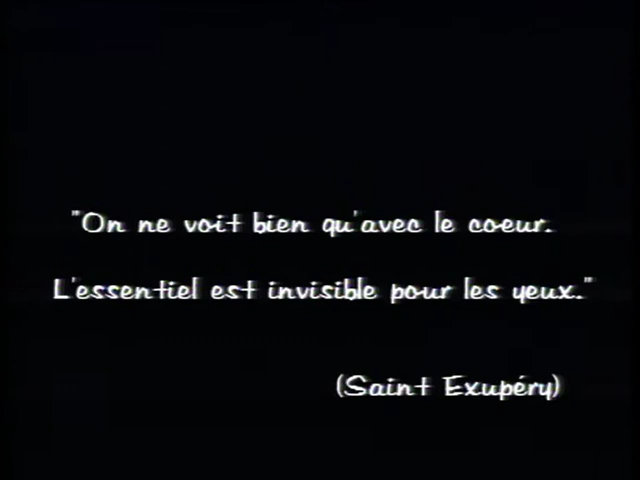 "On ne voit bien qu'avec le coeur.
L'essentiel est invisible pour les yeux."
(Saint Exupéry)